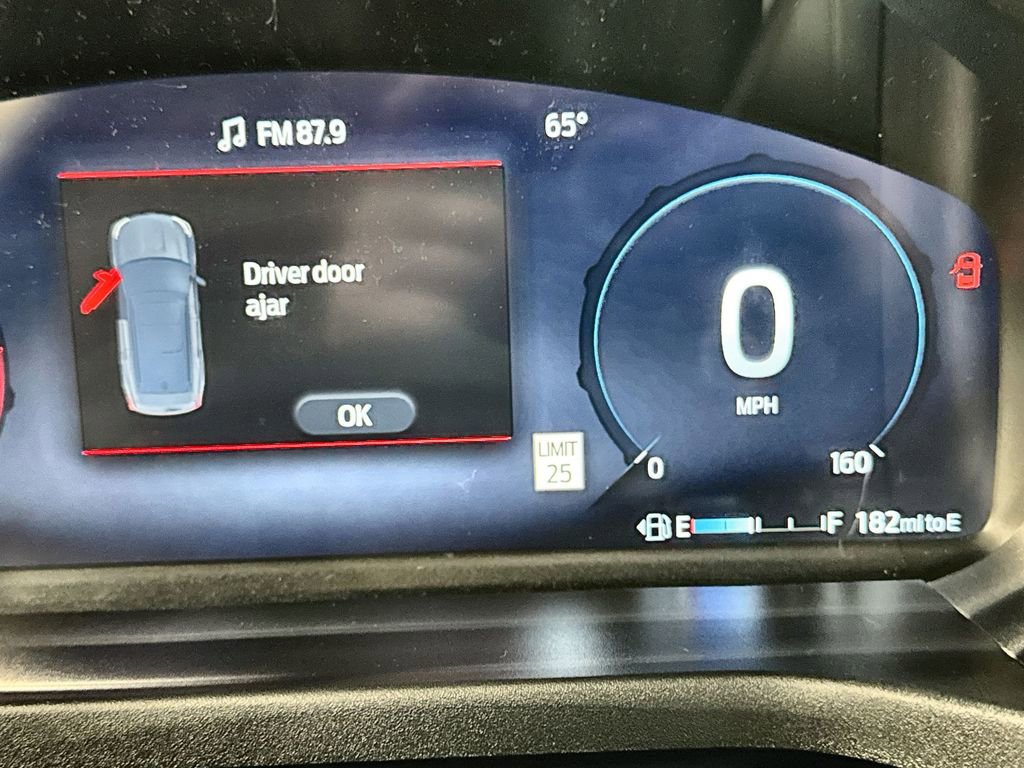 FM 87.9
65°
Driver door
ajar
OK
0
MPH
LIMIT
25
0
160
E
F
182 mi to E